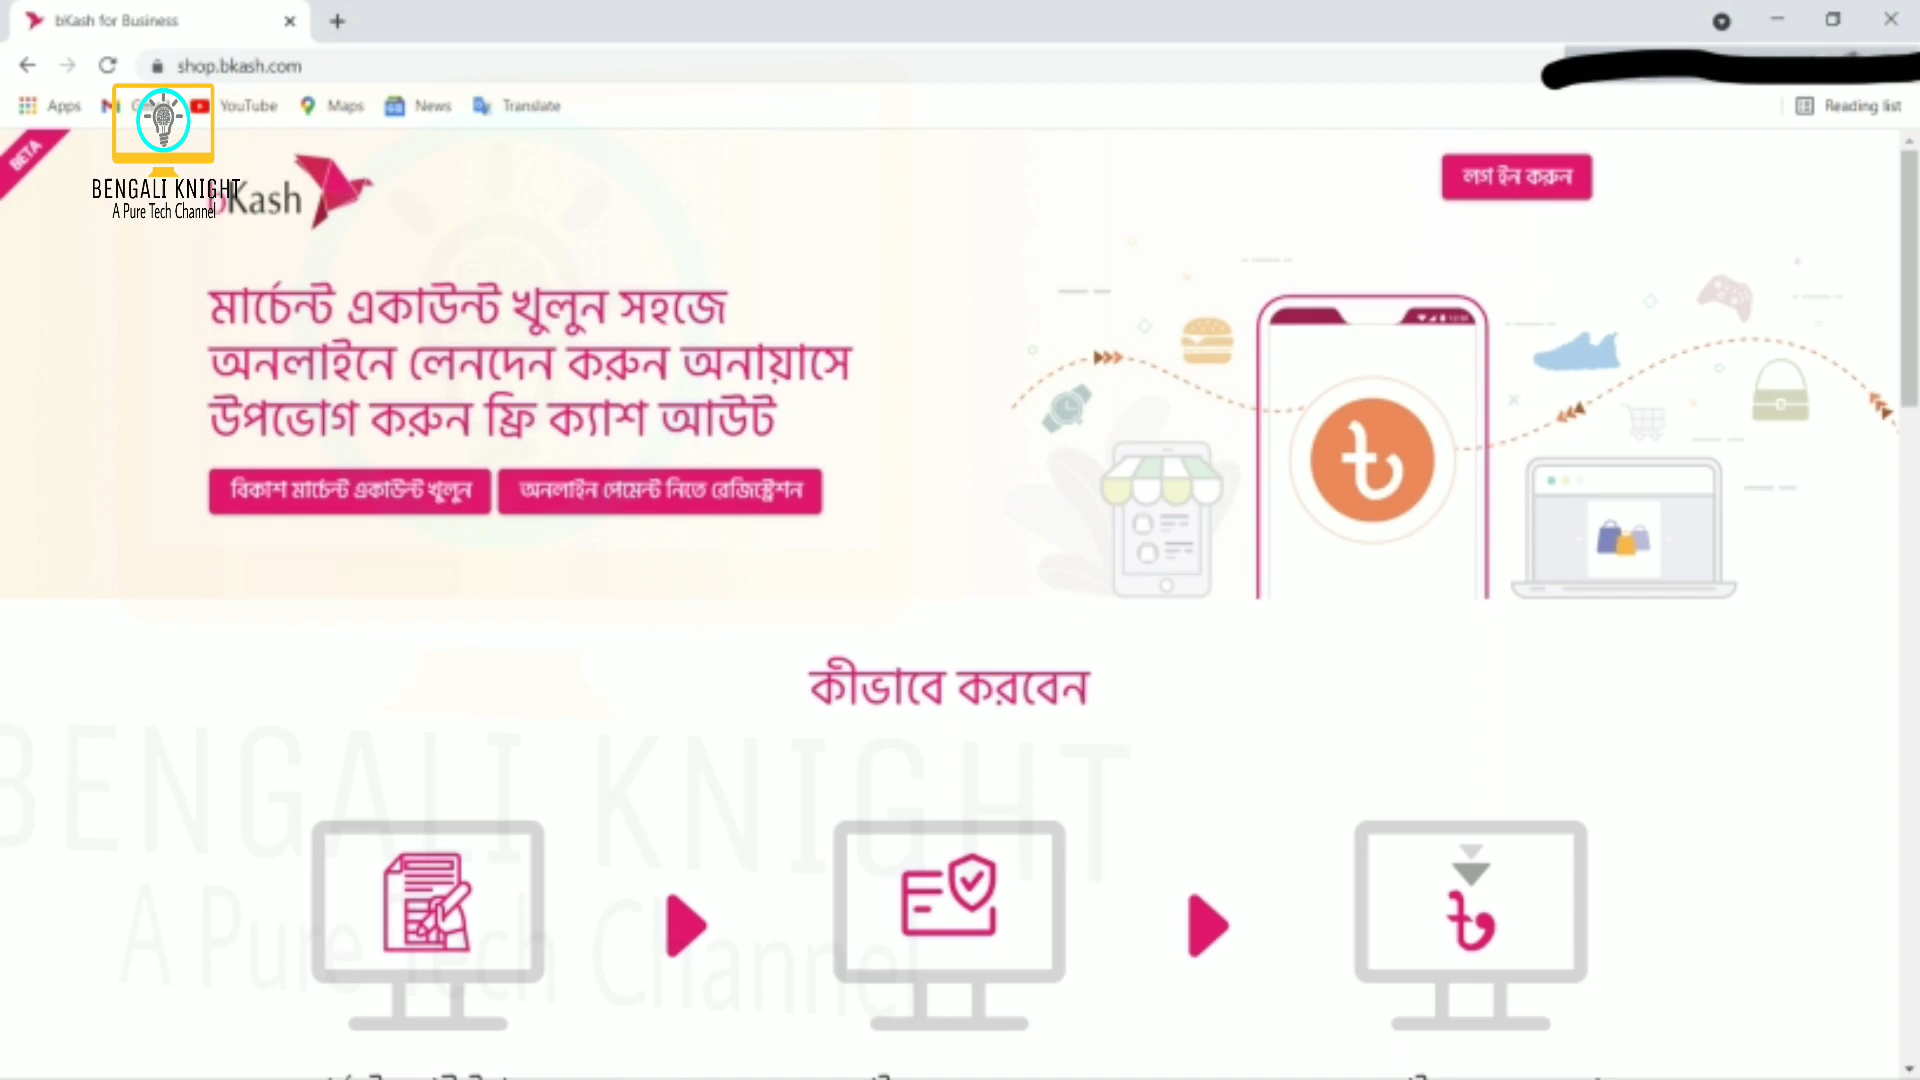 bKash for Business
shop.bkash.com
Apps
YouTube
Maps
News
Translate
Reading list
BETA
BENGALI KNIGHT
A Pure Tech Channel
bKash
লগ ইন করুন
মার্চেন্ট একাউন্ট খুলুন সহজে
অনলাইনে লেনদেন করুন অনায়াসে
উপভোগ করুন ফ্রি ক্যাশ আউট
বিকাশ মার্চেন্ট একাউন্ট খুলুন
অনলাইন পেমেন্ট নিতে রেজিস্ট্রেশন
কীভাবে করবেন
BENGALI KNIGHT
A Pure Tech Channel